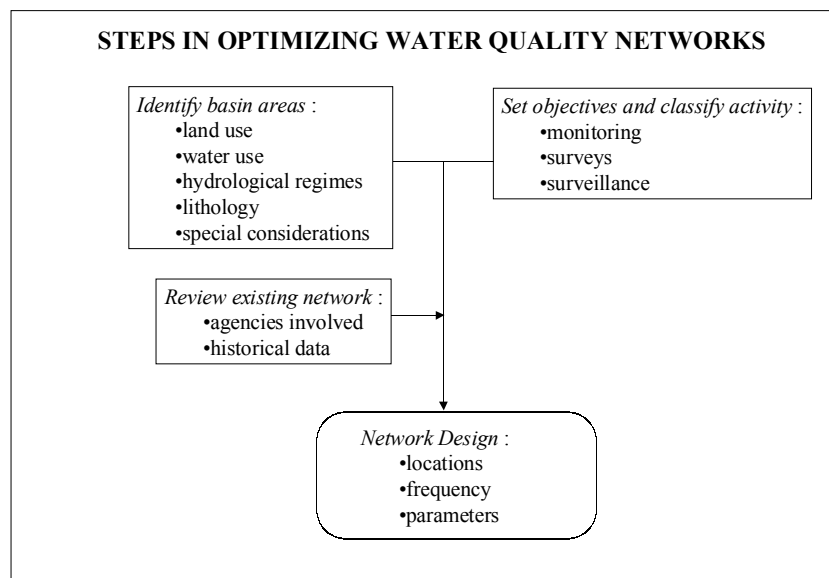 STEPS IN OPTIMIZING WATER QUALITY NETWORKS
Identify basin areas :
•land use
•water use
•hydrological regimes
•lithology
•special considerations
Set objectives and classify activity :
•monitoring
•surveys
•surveillance
Review existing network :
•agencies involved
•historical data
Network Design :
•locations
•frequency
•parameters